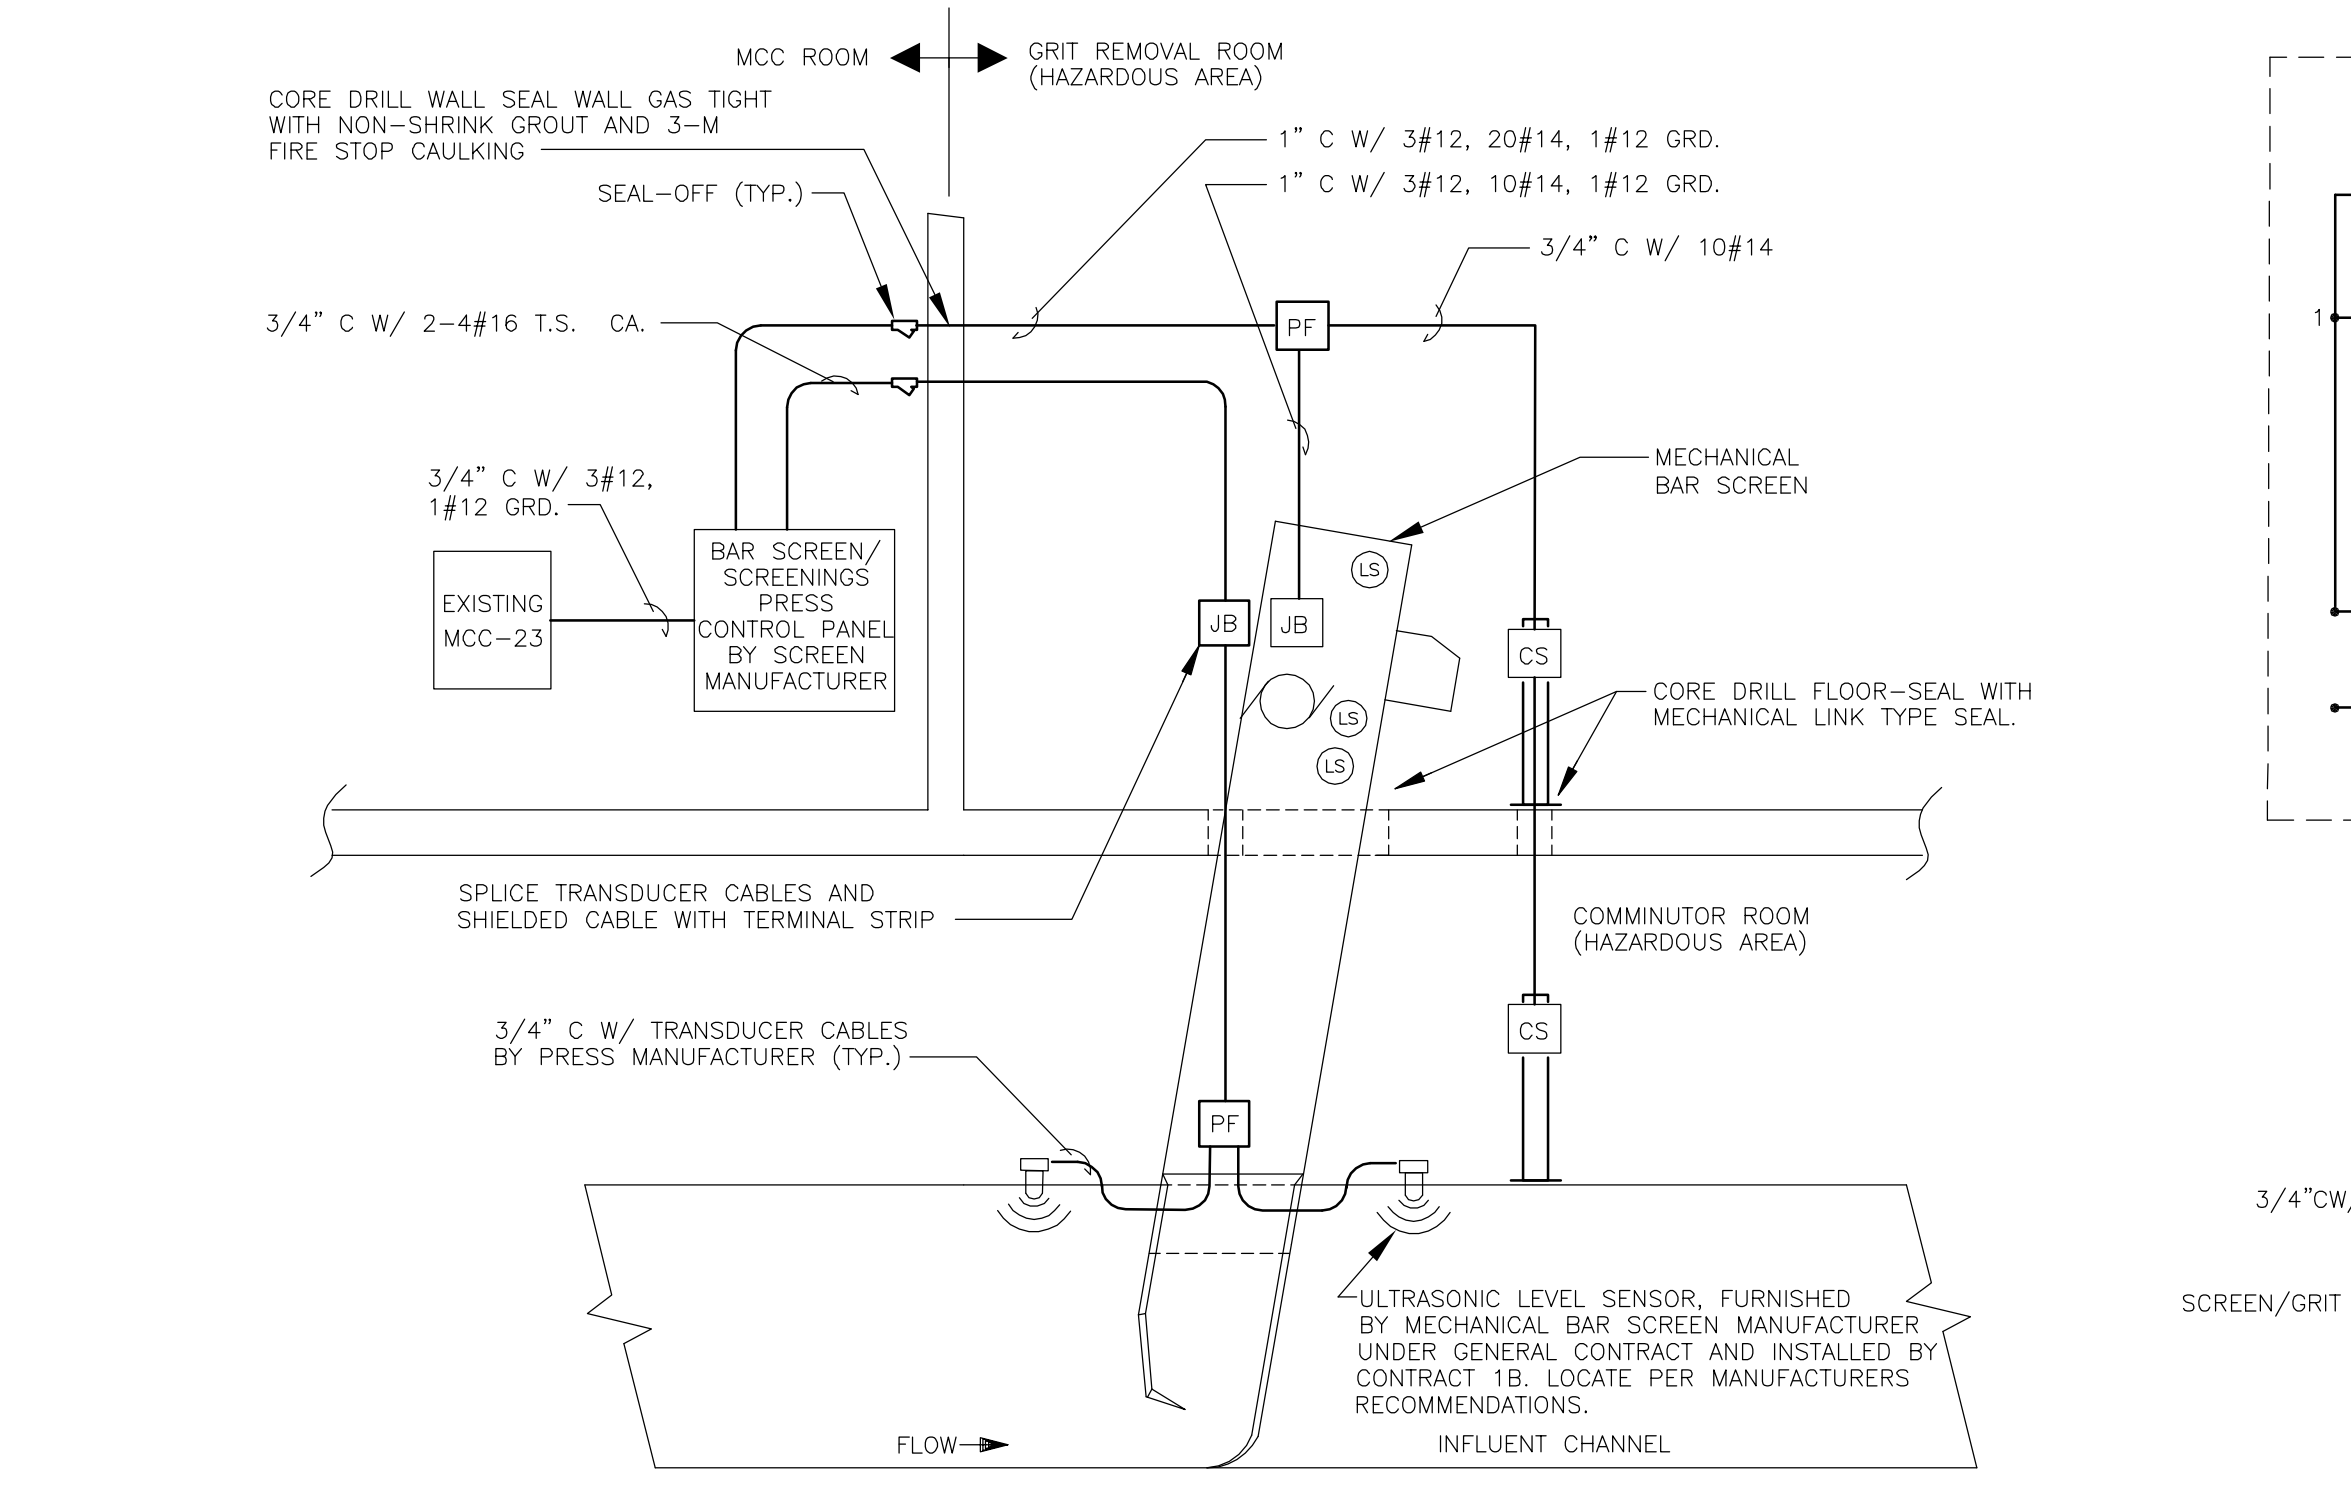 MCC ROOM
GRIT REMOVAL ROOM
(HAZARDOUS AREA)
CORE DRILL WALL SEAL WALL GAS TIGHT
WITH NON-SHRINK GROUT AND 3-M
FIRE STOP CAULKING
SEAL-OFF (TYP.)
1" C W/ 3#12, 20#14, 1#12 GRD.
1" C W/ 3#12, 10#14, 1#12 GRD.
3/4" C W/ 10#14
3/4" C W/ 2-4#16 T.S. CA.
PF
1
3/4" C W/ 3#12,
1#12 GRD.
MECHANICAL
BAR SCREEN
EXISTING
MCC-23
BAR SCREEN/
SCREENINGS
PRESS
CONTROL PANEL
BY SCREEN
MANUFACTURER
LS
JB
JB
CS
LS
LS
CORE DRILL FLOOR-SEAL WITH
MECHANICAL LINK TYPE SEAL.
SPLICE TRANSDUCER CABLES AND
SHIELDED CABLE WITH TERMINAL STRIP
COMMINUTOR ROOM
(HAZARDOUS AREA)
3/4" C W/ TRANSDUCER CABLES
BY PRESS MANUFACTURER (TYP.)
CS
PF
3/4"CW/
SCREEN/GRIT
ULTRASONIC LEVEL SENSOR, FURNISHED
BY MECHANICAL BAR SCREEN MANUFACTURER
UNDER GENERAL CONTRACT AND INSTALLED BY
CONTRACT 1B. LOCATE PER MANUFACTURERS
RECOMMENDATIONS.
FLOW
INFLUENT CHANNEL